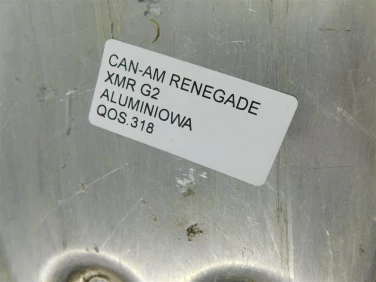 CAN-AM RENEGADE
XMR G2
ALUMINIOWA
QOS.318